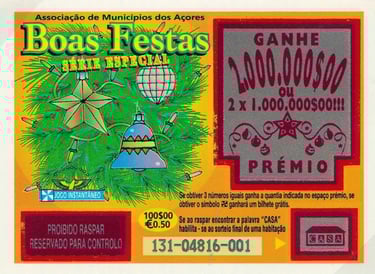 Associação de Municípios dos Açores
Boas Festas
SÉRIE ESPECIAL
GANHE
2.000.000$00
OU
2 x 1.000.000$00!!!
PRÉMIO
JOGO INSTANTÂNEO
Se obtiver 3 números iguais ganha a quantia indicada no espaço prémio, se
obtiver o símbolo ganhará um bilhete grátis.
PROIBIDO RASPAR
RESERVADO PARA CONTROLO
100$00
€0.50
Se ao raspar encontrar a palavra "CASA"
habilita - se ao sorteio final de uma habitação
131-04816-001
CASA